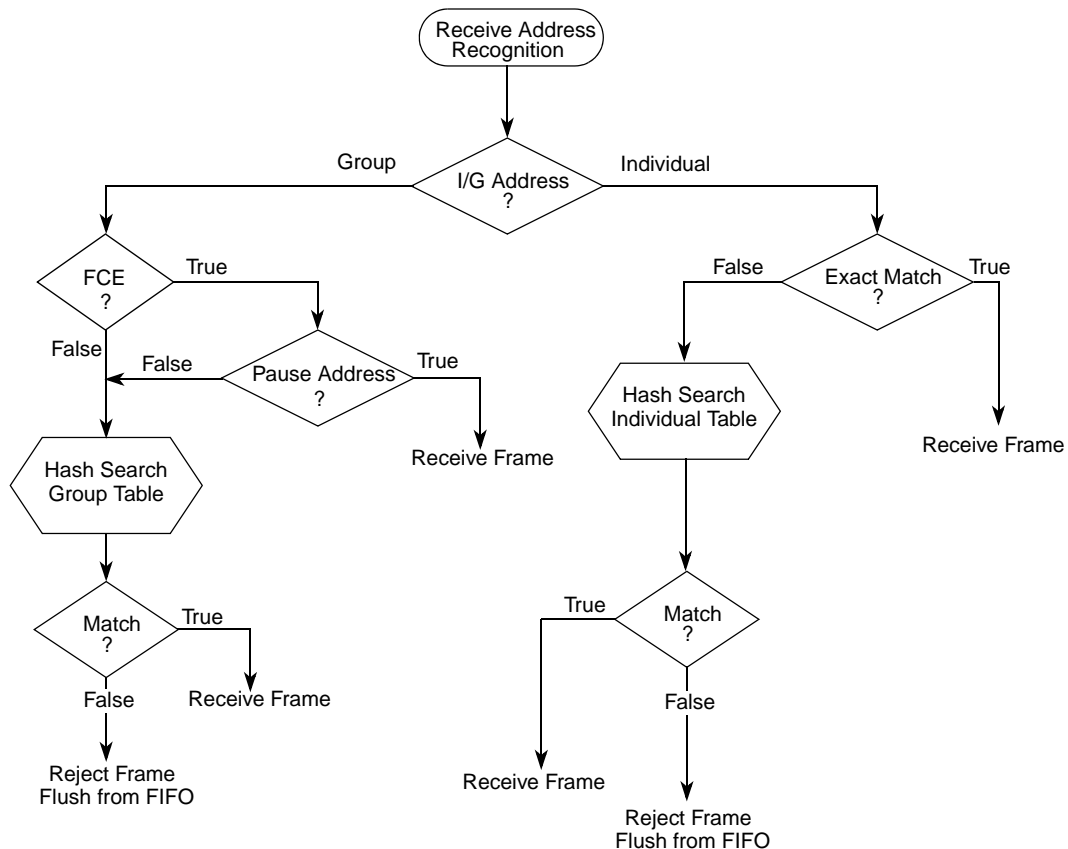 Receive Address
Recognition
Group
Individual
I/G Address
?
FCE
?
True
False
Exact Match
?
True
False
False
Pause Address
?
True
Hash Search
Individual Table
Receive Frame
Receive Frame
Hash Search
Group Table
Match
?
True
True
Match
?
False
Receive Frame
False
Reject Frame
Flush from FIFO
Receive Frame
Reject Frame
Flush from FIFO